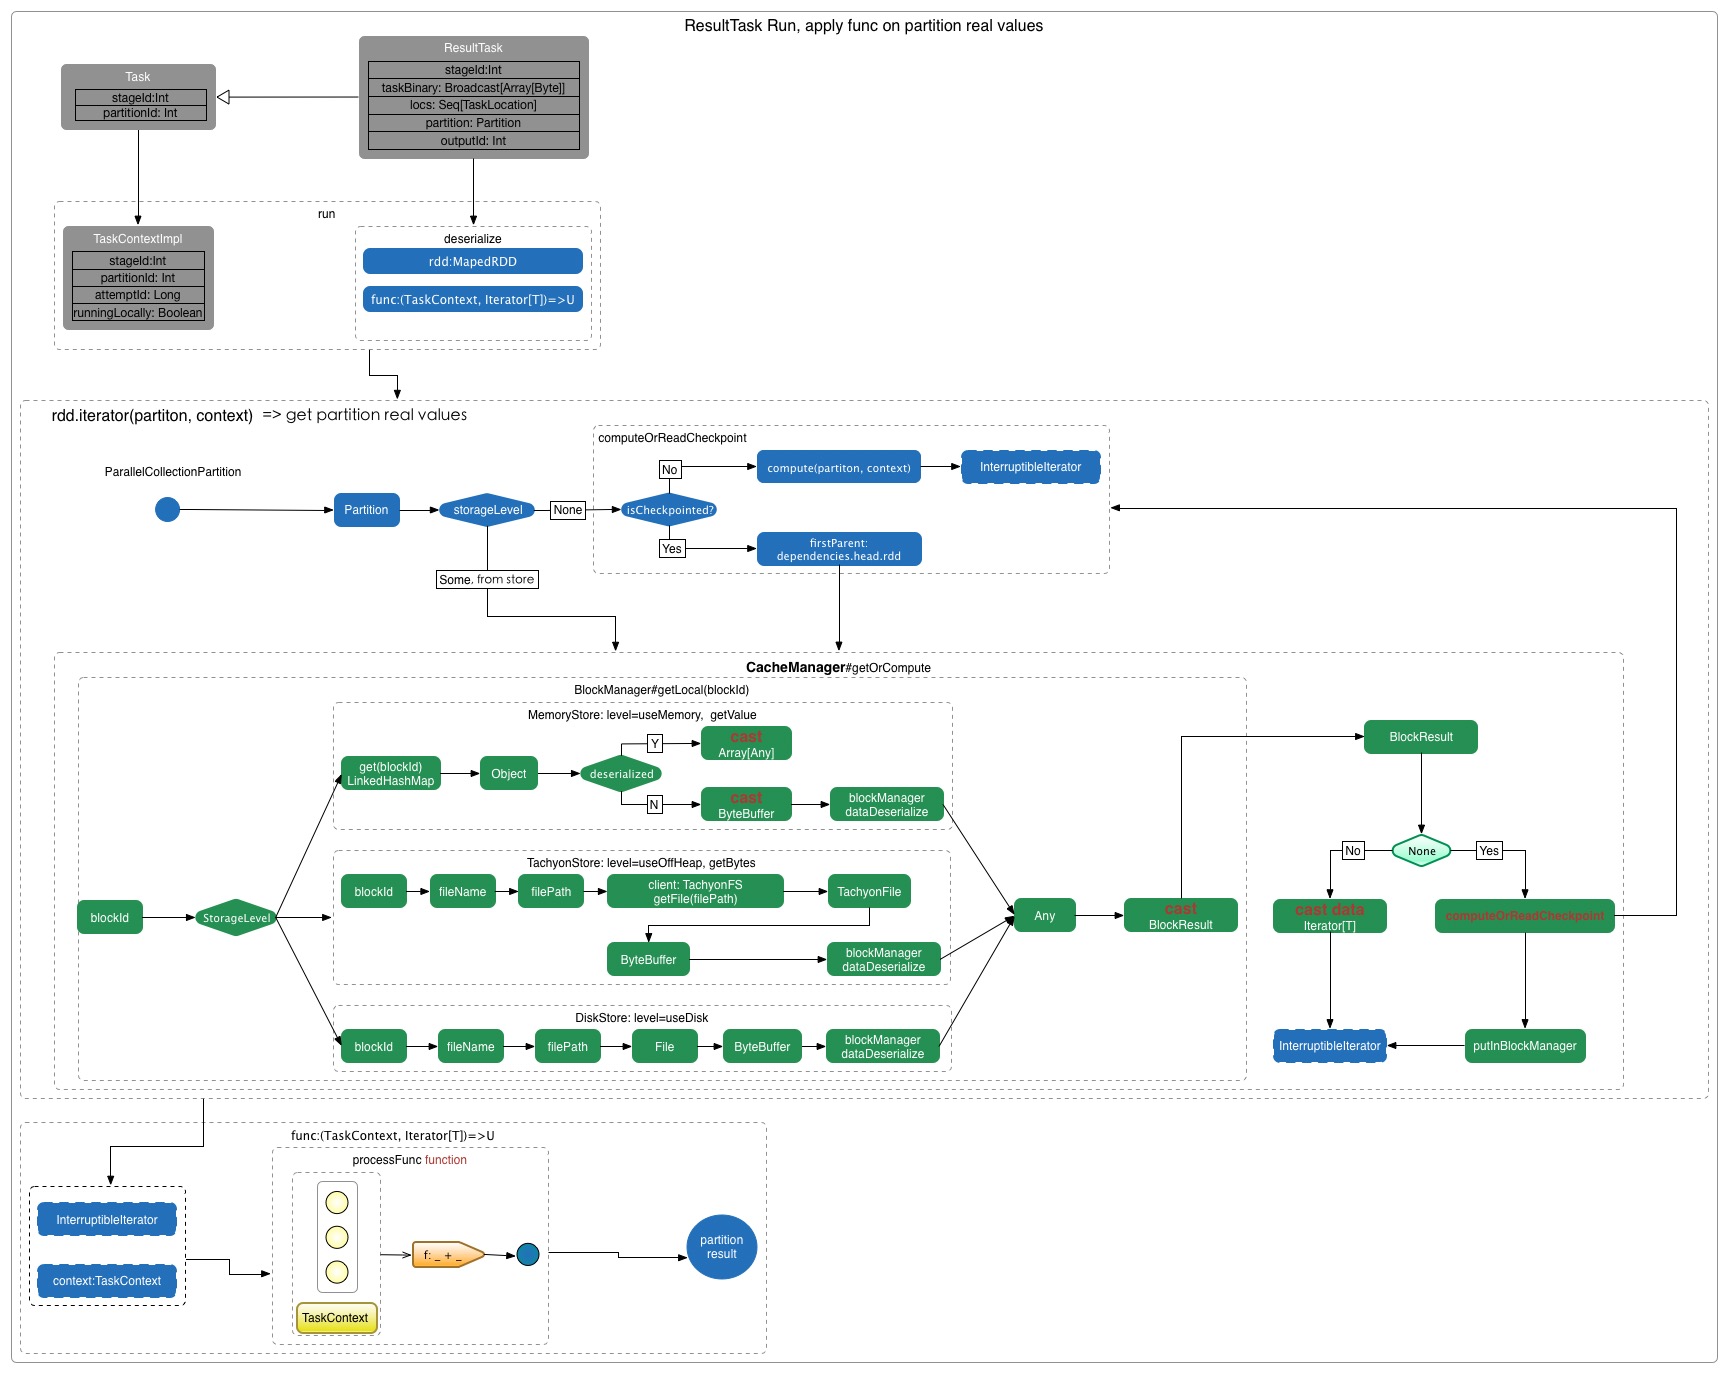 ResultTask Run, apply func on partition real values
Task
stageId:Int
partitionId: Int
ResultTask
stageId:Int
taskBinary: Broadcast[Array[Byte]]
locs: Seq[TaskLocation]
partition: Partition
outputId: Int
run
TaskContextImpl
stageId:Int
partitionId: Int
attemptId: Long
runningLocally: Boolean
deserialize
rdd:MapedRDD
func:(TaskContext, Iterator[T])=>U
rdd.iterator(partiton, context) => get partition real values
ParallelCollectionPartition
Partition
storageLevel
None
Some. from store
computeOrReadCheckpoint
isCheckpointed?
No
compute(partiton, context)
InterruptibleIterator
Yes
firstParent:
dependencies.head.rdd
CacheManager#getOrCompute
BlockManager#getLocal(blockId)
blockId
StorageLevel
MemoryStore: level=useMemory, getValue
get(blockId)
LinkedHashMap
Object
deserialized
Y
cast
Array[Any]
N
cast
ByteBuffer
blockManager
dataDeserialize
TachyonStore: level=useOffHeap, getBytes
blockId
fileName
filePath
client: TachyonFS
getFile(filePath)
TachyonFile
ByteBuffer
blockManager
dataDeserialize
DiskStore: level=useDisk
blockId
fileName
filePath
File
ByteBuffer
blockManager
dataDeserialize
Any
cast
BlockResult
BlockResult
None
No
Yes
cast data
Iterator[T]
computeOrReadCheckpoint
InterruptibleIterator
putInBlockManager
func:(TaskContext, Iterator[T])=>U
InterruptibleIterator
context:TaskContext
processFunc function
TaskContext
f: _ + _
partition
result